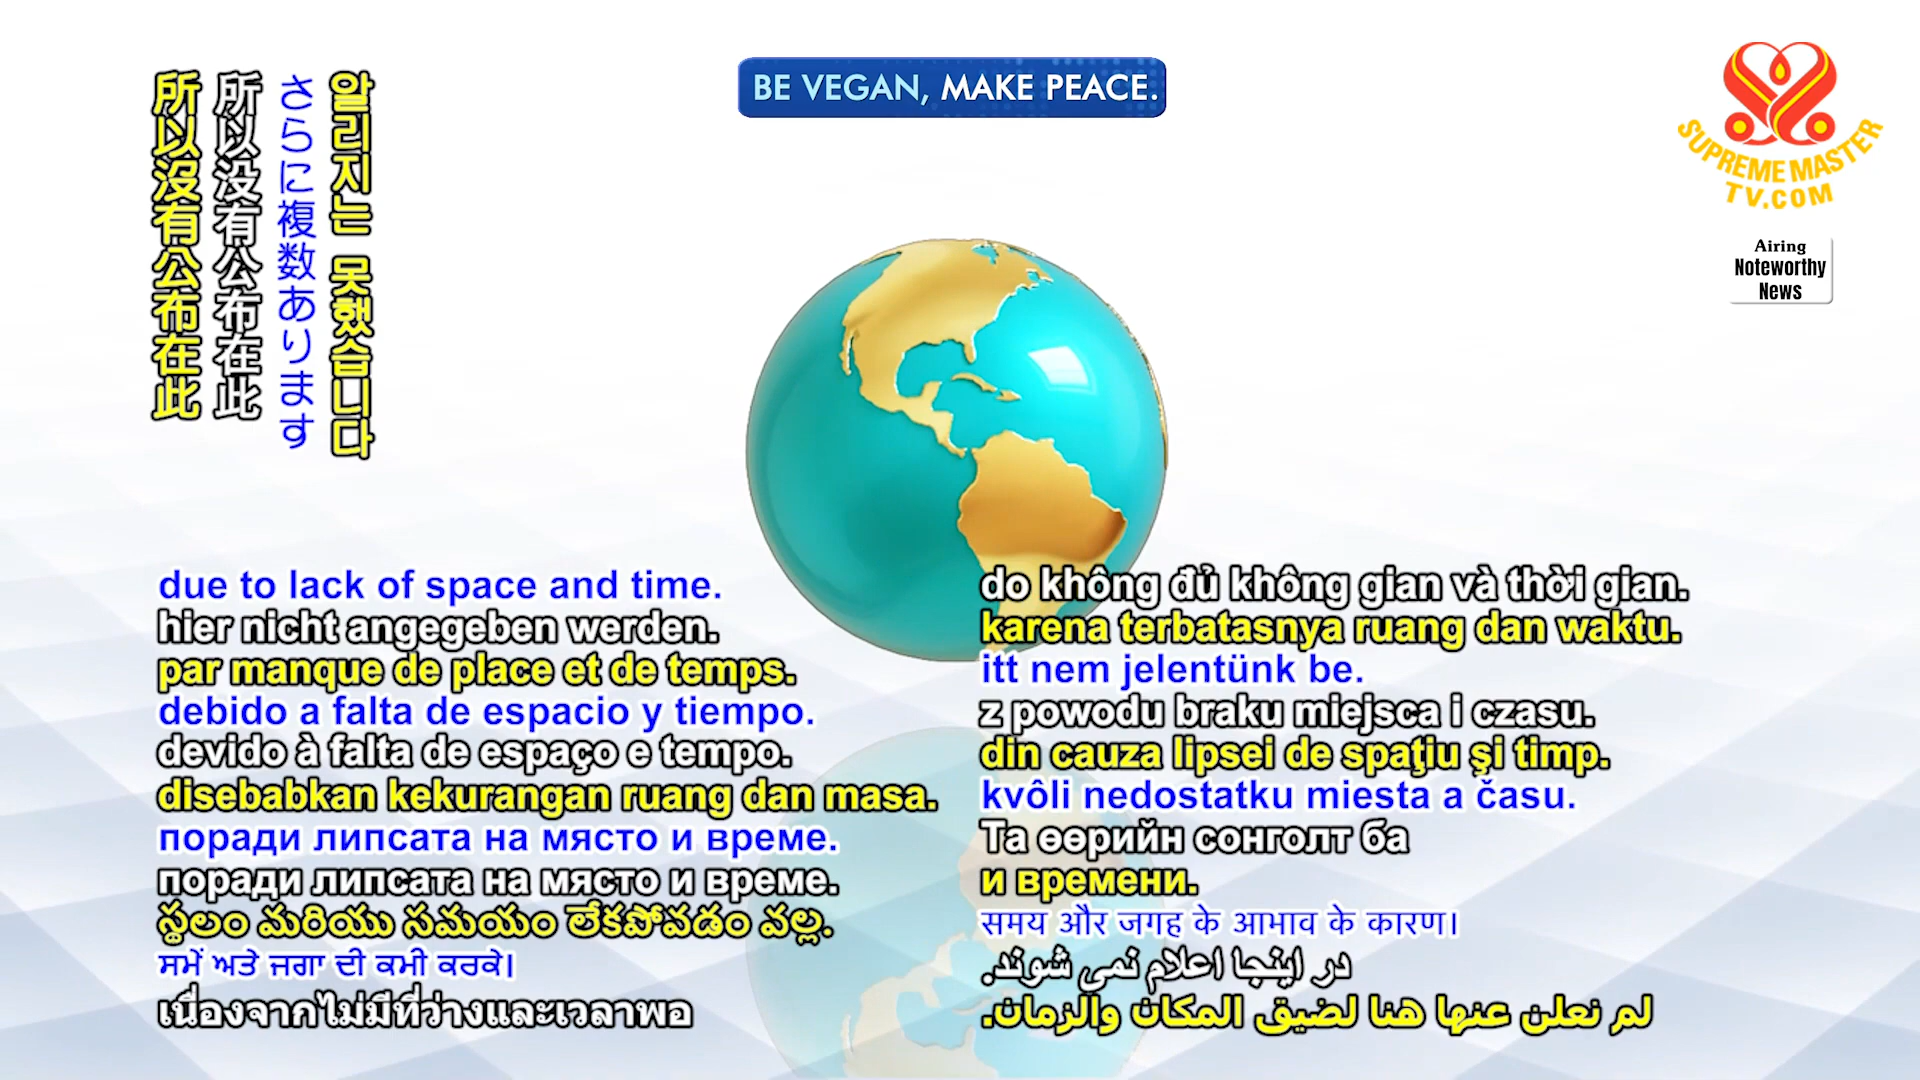 BE VEGAN, MAKE PEACE.
SUPREME MASTER
TV.COM
Airing
Noteworthy
News
所以沒有公布在此
所以没有公布在此
さらに複数あります
알리지는 못했습니다
due to lack of space and time.
hier nicht angegeben werden.
par manque de place et de temps.
debido a falta de espacio y tiempo.
devido à falta de espaço e tempo.
disebabkan kekurangan ruang dan masa.
поради липсата на място и време.
поради липсата на място и време.
స్థలం మరియు సమయం లేకపోవడం వల్ల.
ਸਮੇਂ ਅਤੇ ਜਗਾ ਦੀ ਕਮੀ ਕਰਕੇ।
เนื่องจากไม่มีที่ว่างและเวลาพอ
do không đủ không gian và thời gian.
karena terbatasnya ruang dan waktu.
itt nem jelentünk be.
z powodu braku miejsca i czasu.
din cauza lipsei de spaţiu şi timp.
kvôli nedostatku miesta a času.
Та өөрийн сонголт ба
и времени.
समय और जगह के आभाव के कारण।
در اینجا اعلام نمی شوند.
لم نعلن عنها هنا لضيق المكان والزمان.